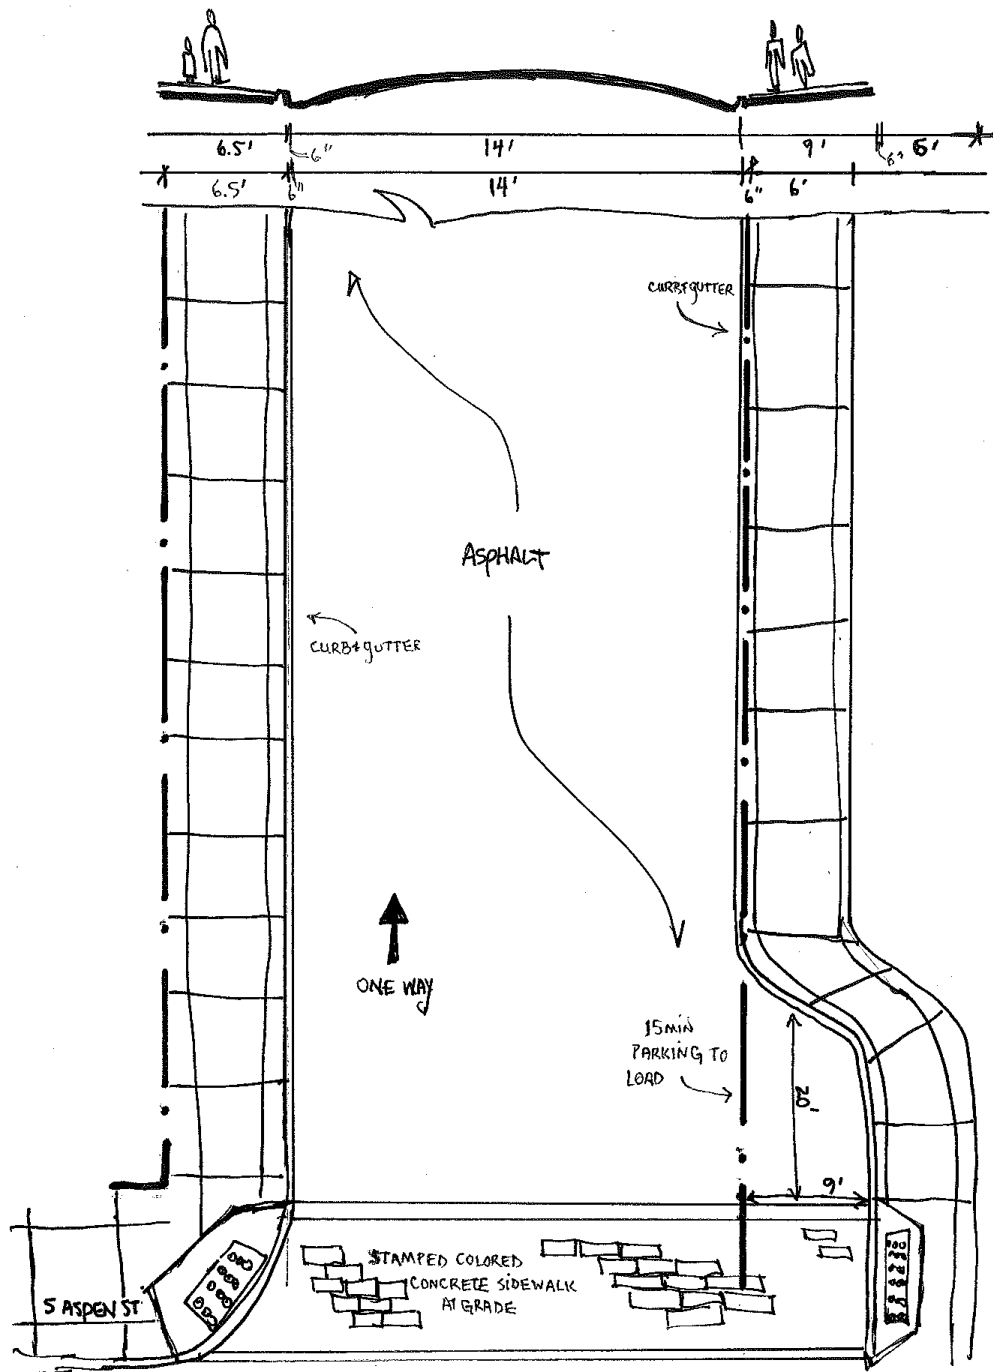 6.5'
6"
14'
9'
6"
6'
6.5'
6"
14'
6"
6'
CURB+GUTTER
ASPHALT
CURB+GUTTER
ONE WAY
15MIN
PARKING TO
LOAD
20'
9'
STAMPED COLORED
CONCRETE SIDEWALK
AT GRADE
S ASPEN ST